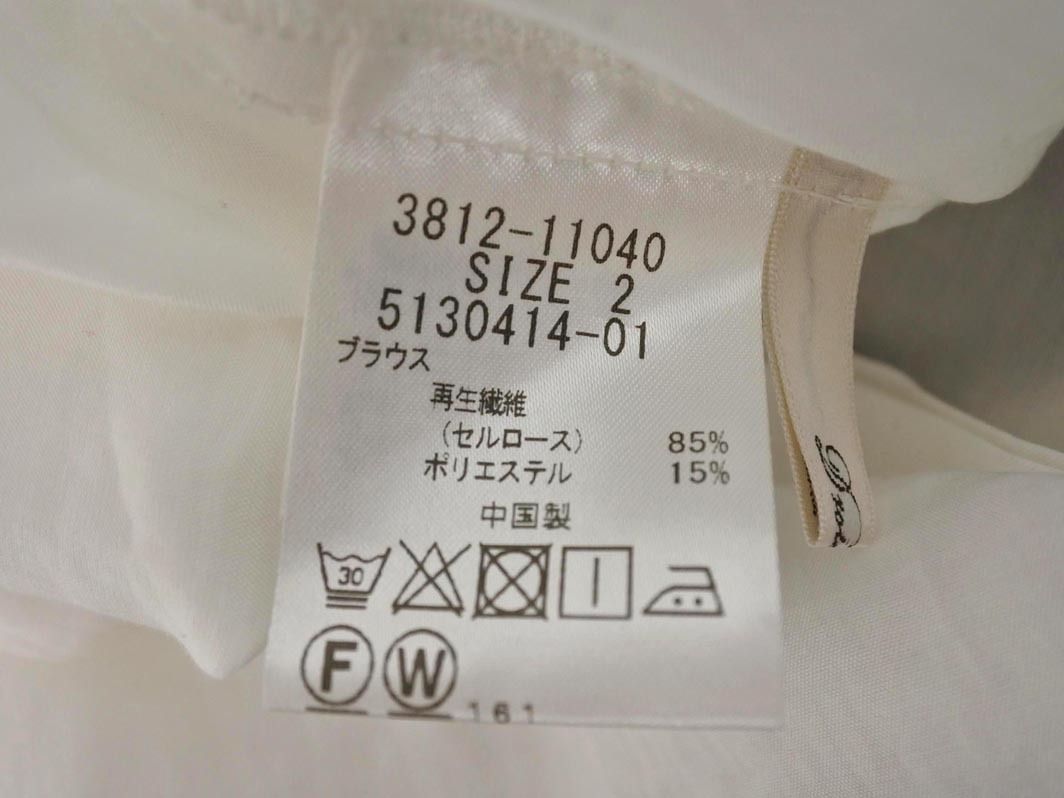 3812-11040
SIZE 2
5130414-01
ブラウス
再生繊維
(セルロース) 85%
ポリエステル 15%
中国製
30
F W
161